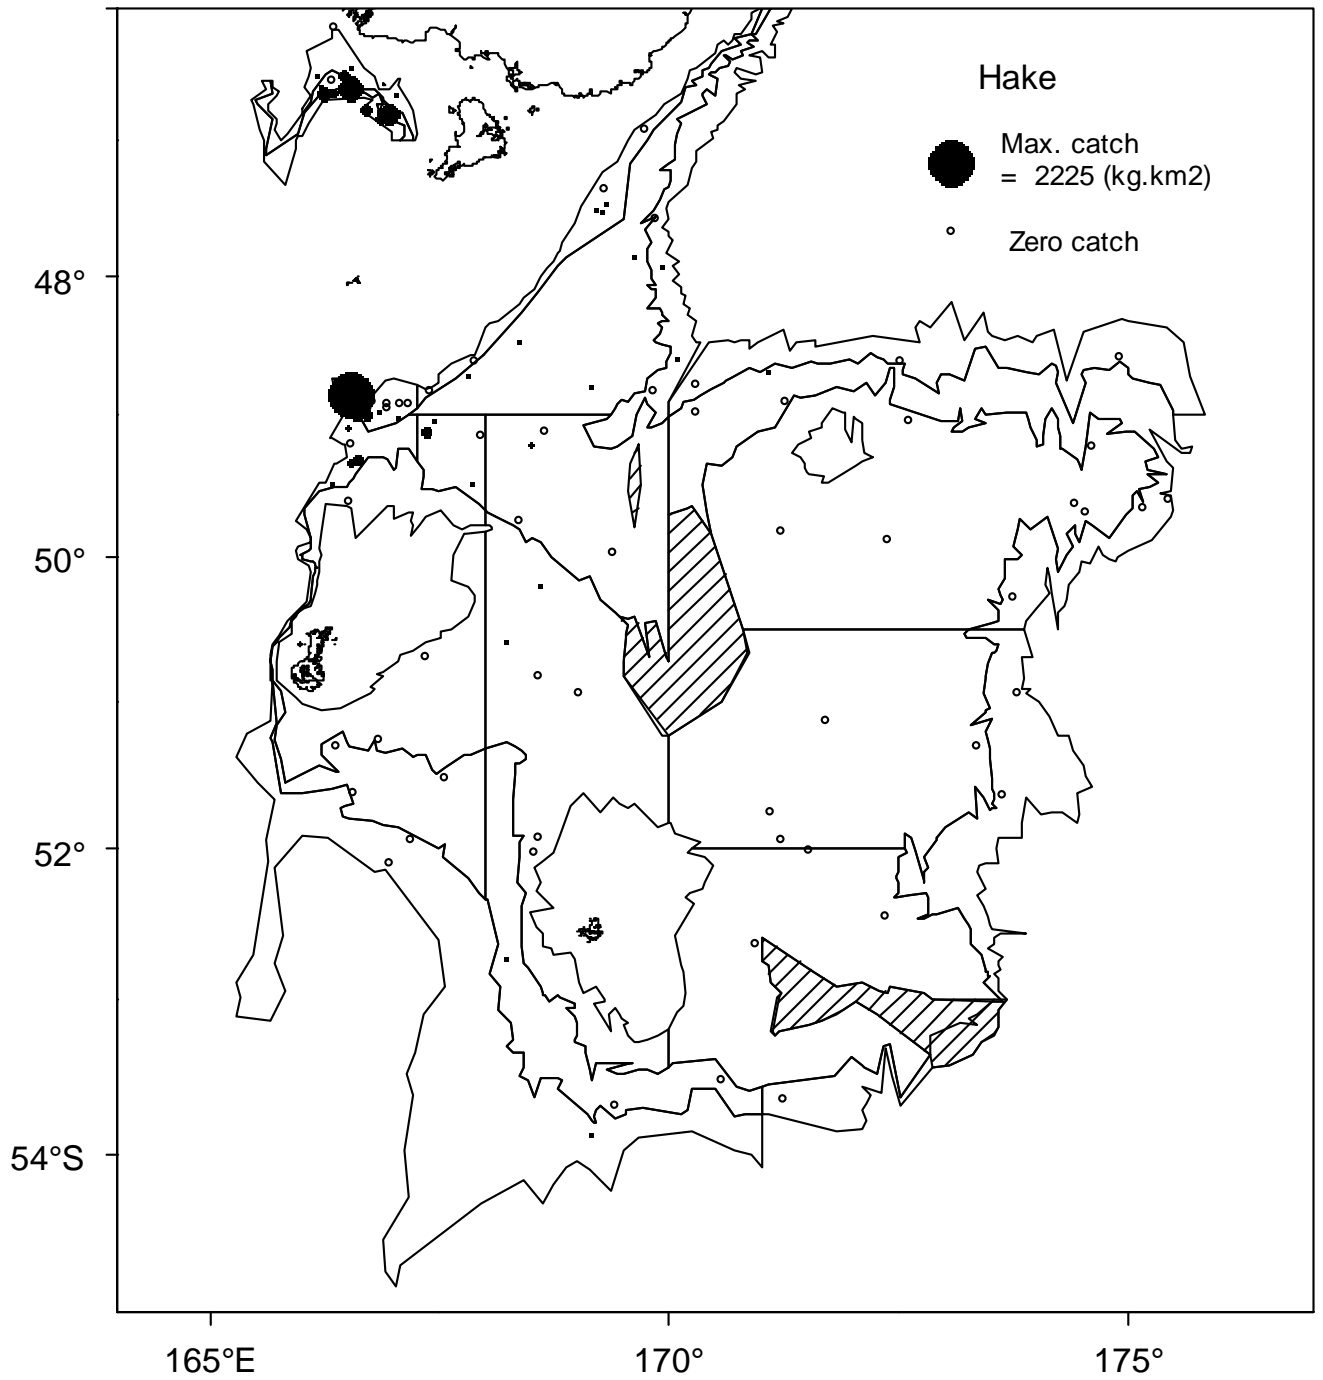 Hake
Max. catch
= 2225 (kg.km2)
Zero catch
48°
50°
52°
54°S
165°E
170°
175°